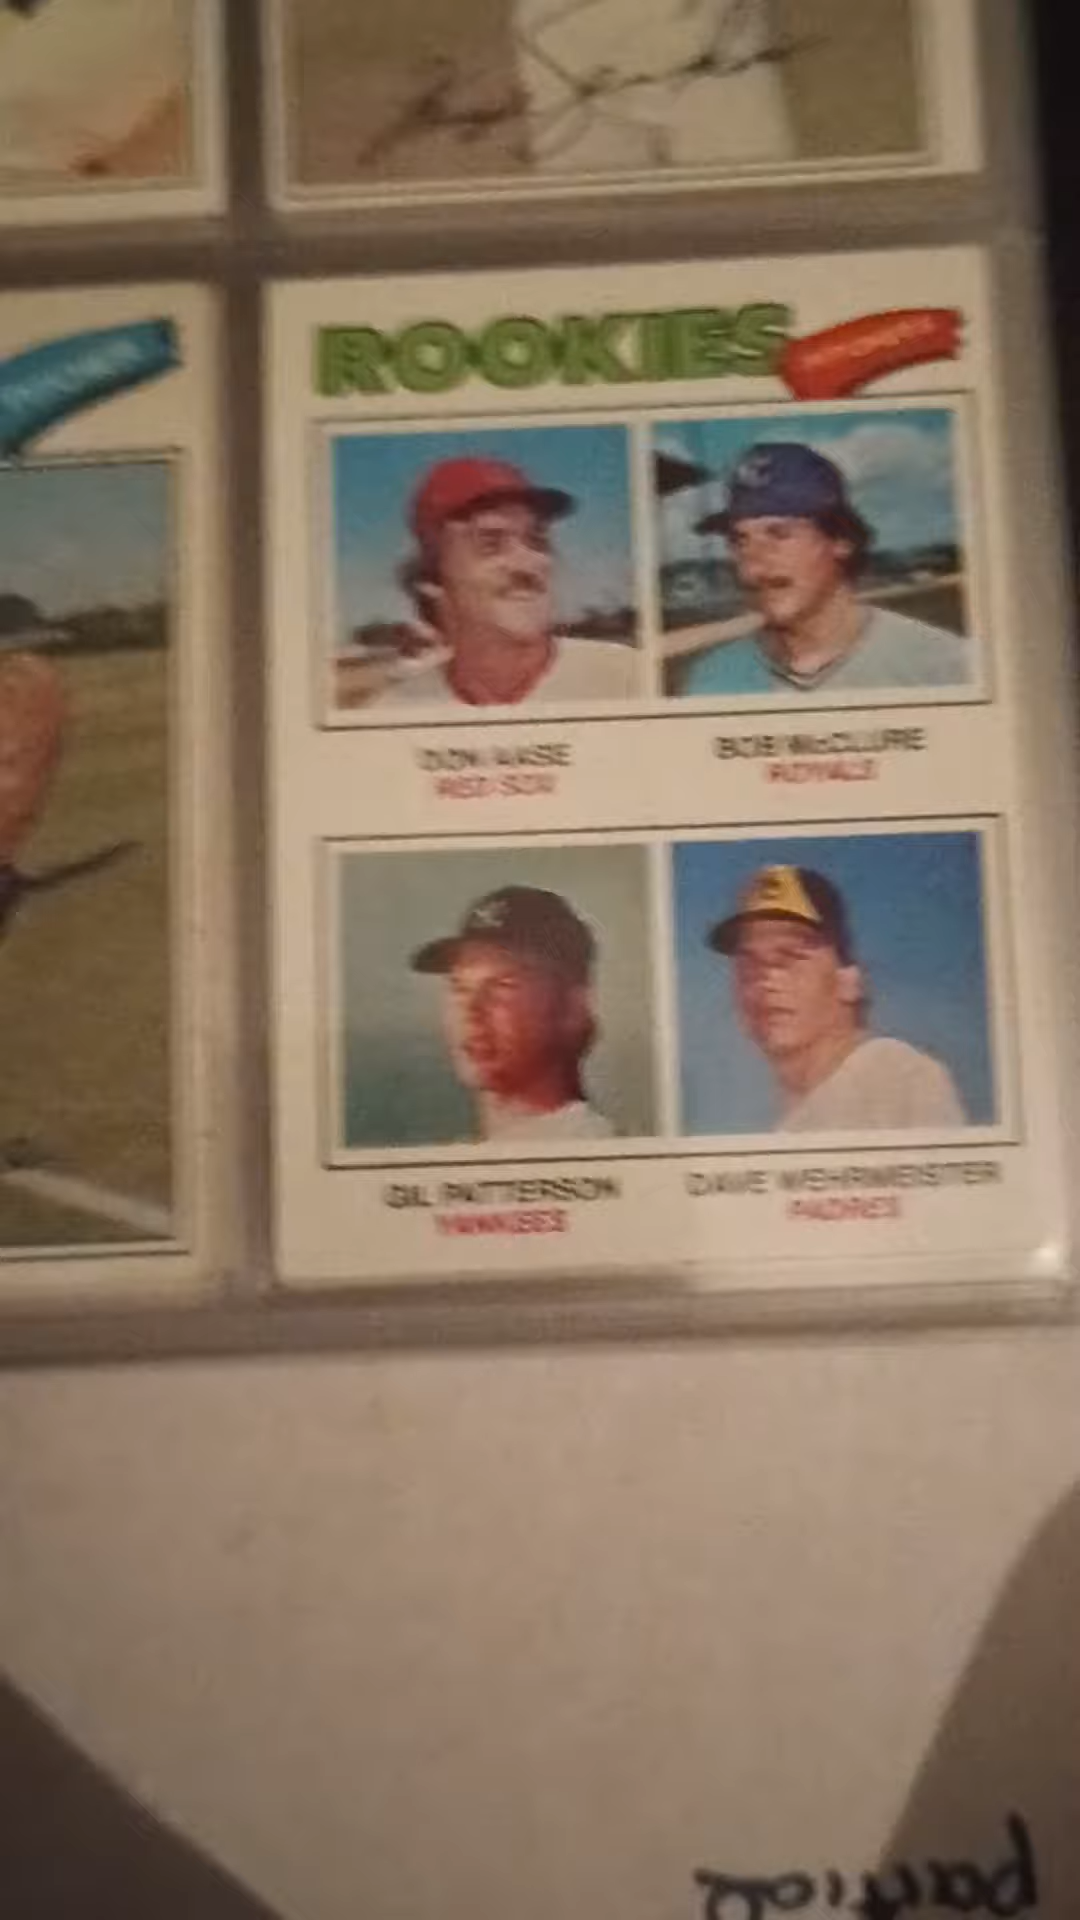 ROOKIES
DON AASE
RED SOX
BOB McCLURE
ROYALS
GIL PATTERSON
YANKEES
DAVE WEHRMEISTER
PADRES